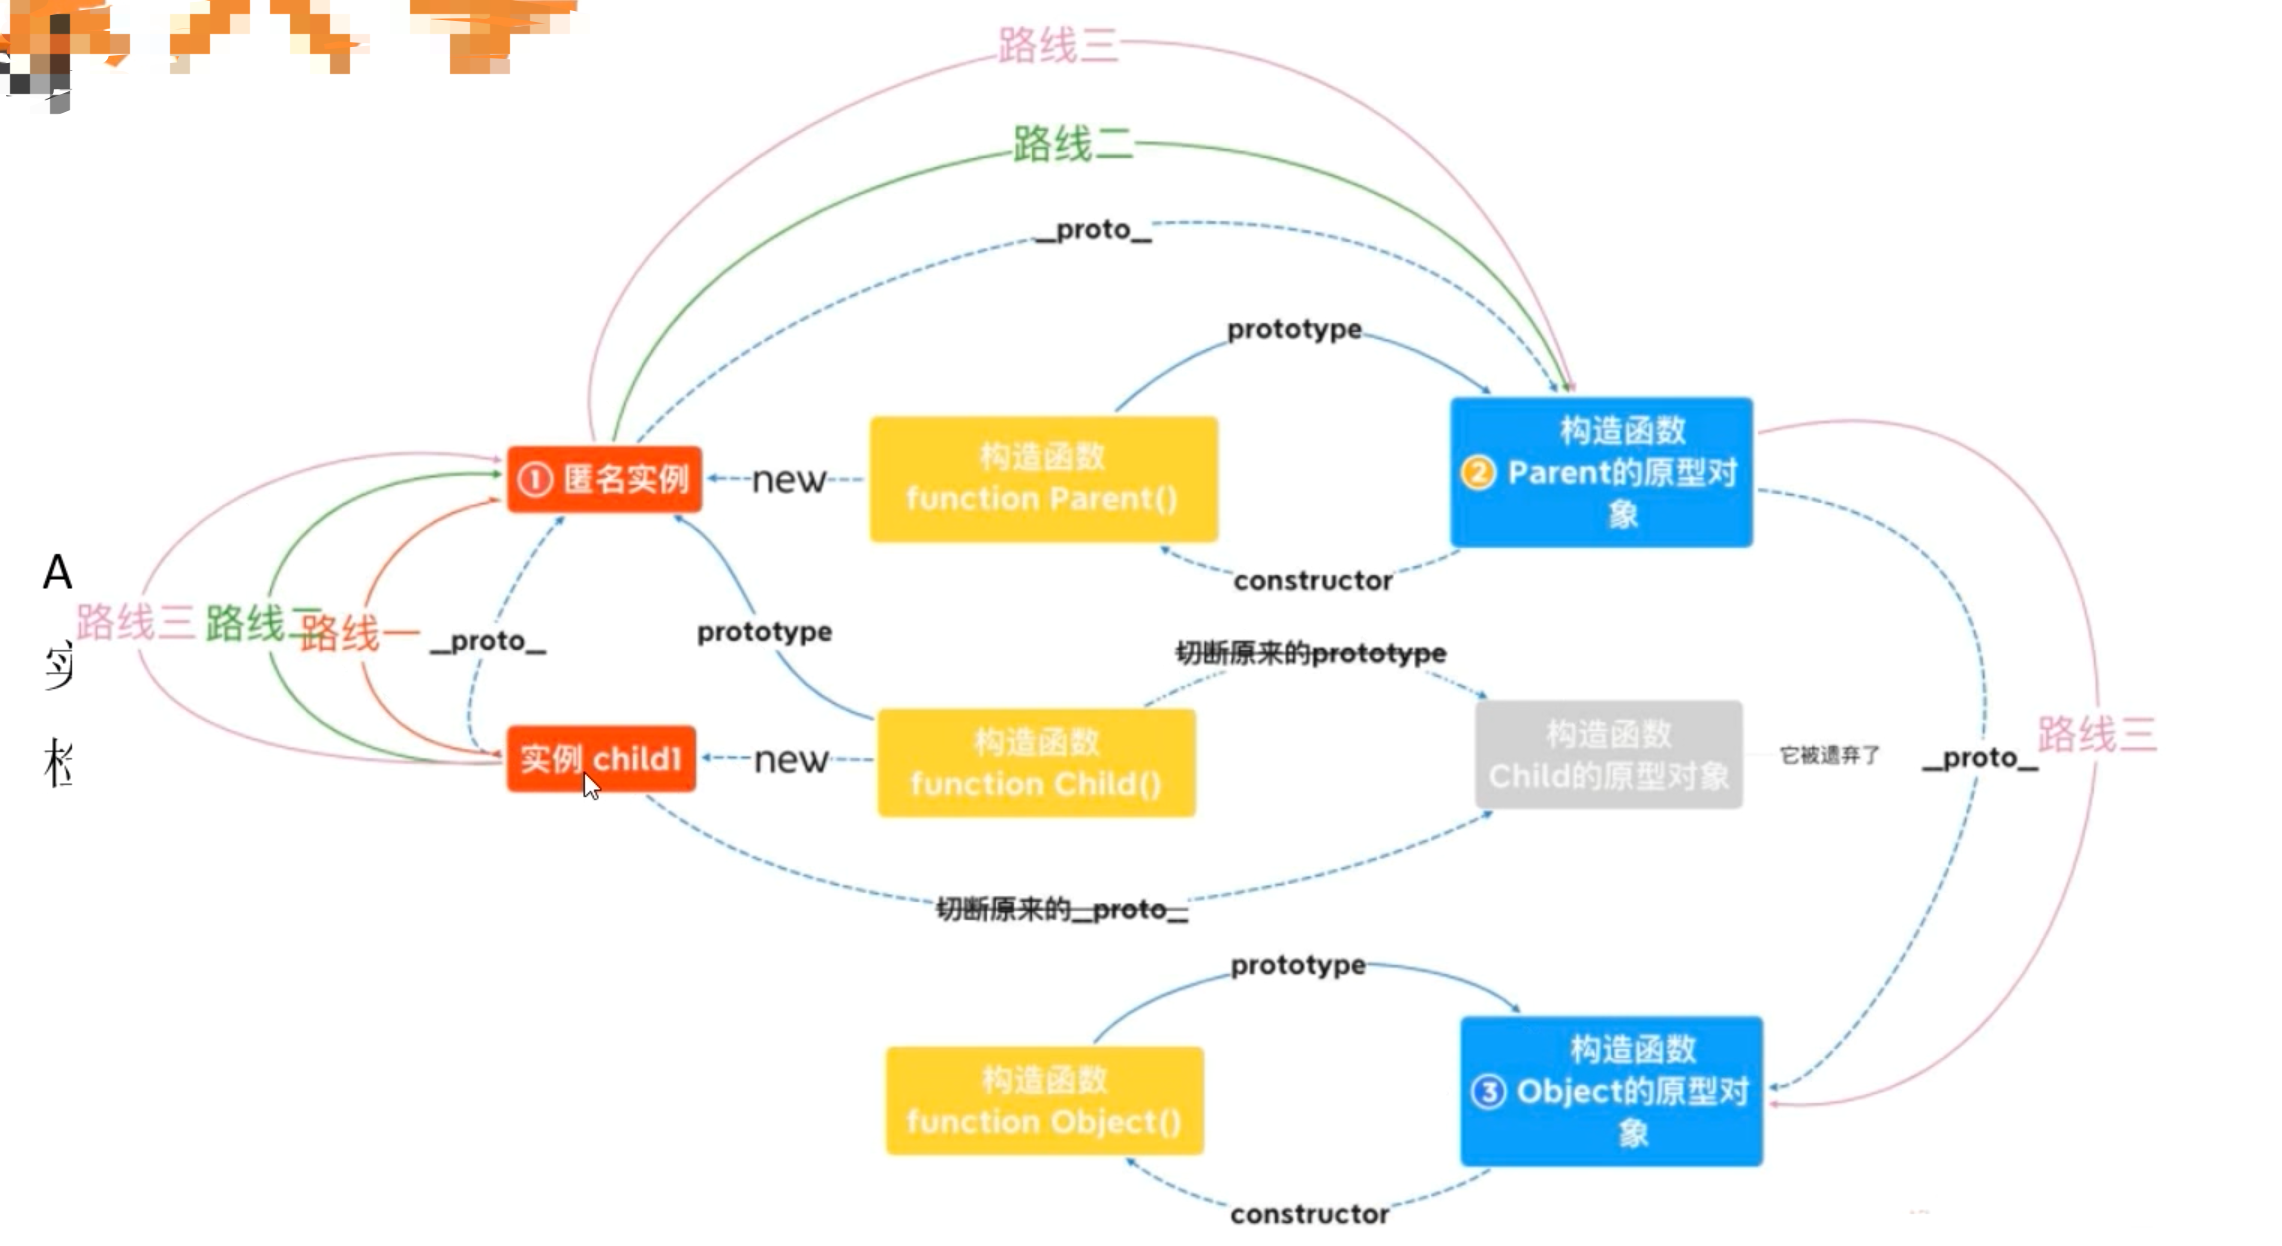 路线三
路线二
__proto__
prototype
① 匿名实例
new
构造函数
function Parent()
构造函数
② Parent的原型对
象
constructor
A
路线三
路线二
路线一
__proto__
prototype
切断原来的prototype
实例 child1
new
构造函数
function Child()
构造函数
Child的原型对象
它被遗弃了
__proto__
路线三
切断原来的__proto__
prototype
构造函数
function Object()
构造函数
③ Object的原型对
象
constructor